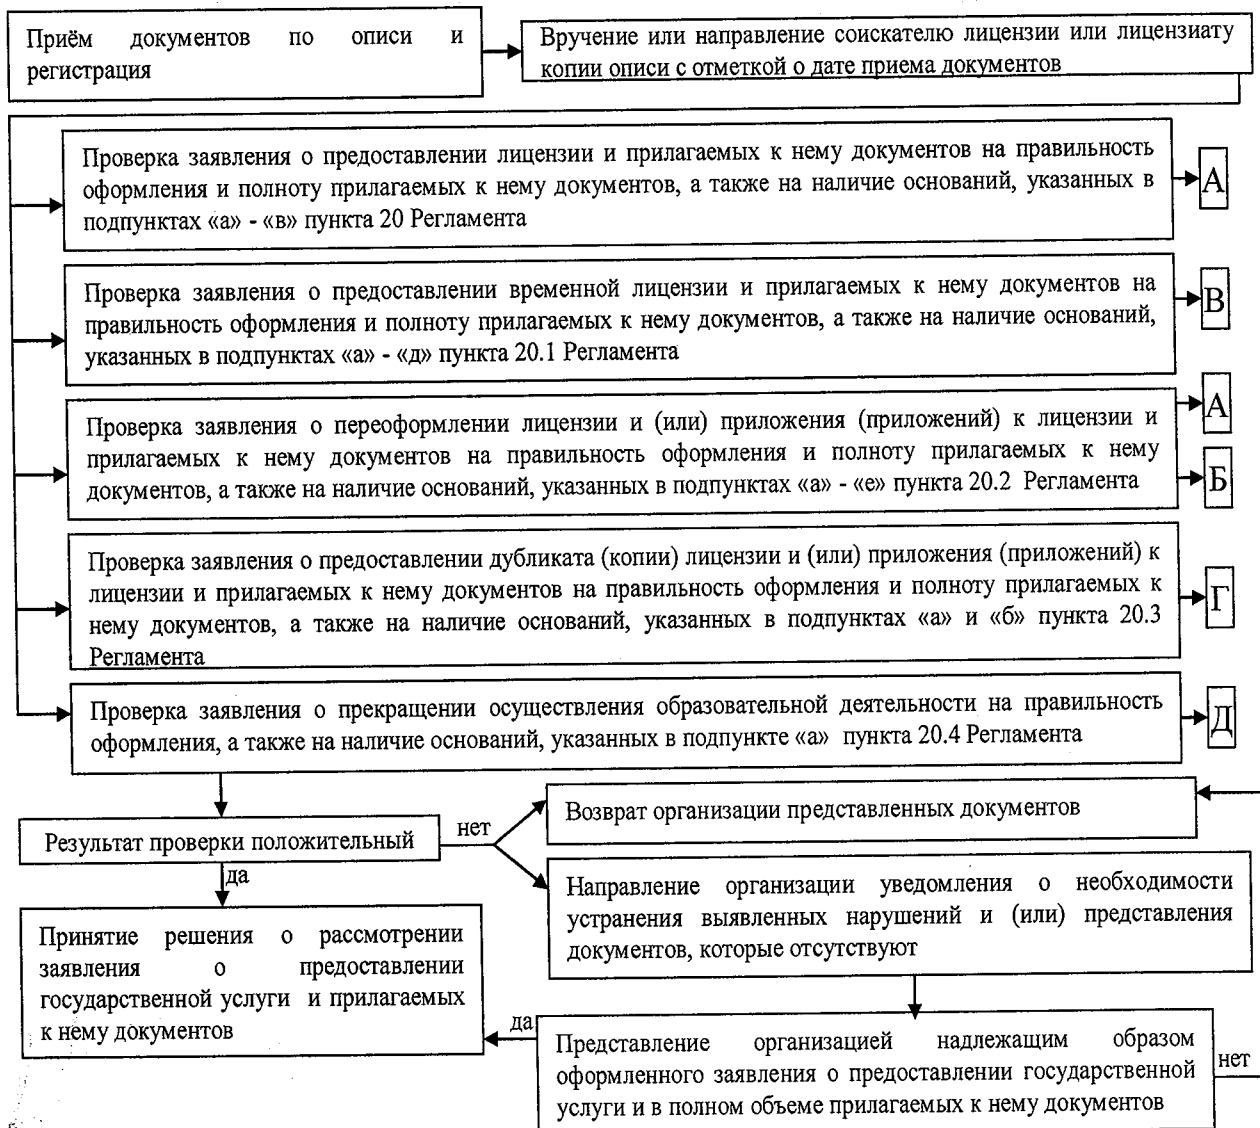 Приём документов по описи и
регистрация
Вручение или направление соискателю лицензии или лицензиату
копии описи с отметкой о дате приема документов
Проверка заявления о предоставлении лицензии и прилагаемых к нему документов на правильность
оформления и полноту прилагаемых к нему документов, а также на наличие оснований, указанных в
подпунктах «а» - «в» пункта 20 Регламента
А
Проверка заявления о предоставлении временной лицензии и прилагаемых к нему документов на
правильность оформления и полноту прилагаемых к нему документов, а также на наличие оснований,
указанных в подпунктах «а» - «д» пункта 20.1 Регламента
В
Проверка заявления о переоформлении лицензии и (или) приложения (приложений) к лицензии и
прилагаемых к нему документов на правильность оформления и полноту прилагаемых к нему
документов, а также на наличие оснований, указанных в подпунктах «а» - «е» пункта 20.2 Регламента
А
Б
Проверка заявления о предоставлении дубликата (копии) лицензии и (или) приложения (приложений) к
лицензии и прилагаемых к нему документов на правильность оформления и полноту прилагаемых к
нему документов, а также на наличие оснований, указанных в подпунктах «а» и «б» пункта 20.3
Регламента
Г
Проверка заявления о прекращении осуществления образовательной деятельности на правильность
оформления, а также на наличие оснований, указанных в подпункте «а» пункта 20.4 Регламента
Д
Результат проверки положительный
нет
Возврат организации представленных документов
Направление организации уведомления о необходимости
устранения выявленных нарушений и (или) представления
документов, которые отсутствуют
да
Принятие решения о рассмотрении
заявления о предоставлении
государственной услуги и прилагаемых
к нему документов
да
Представление организацией надлежащим образом
оформленного заявления о предоставлении государственной
услуги и в полном объеме прилагаемых к нему документов
нет